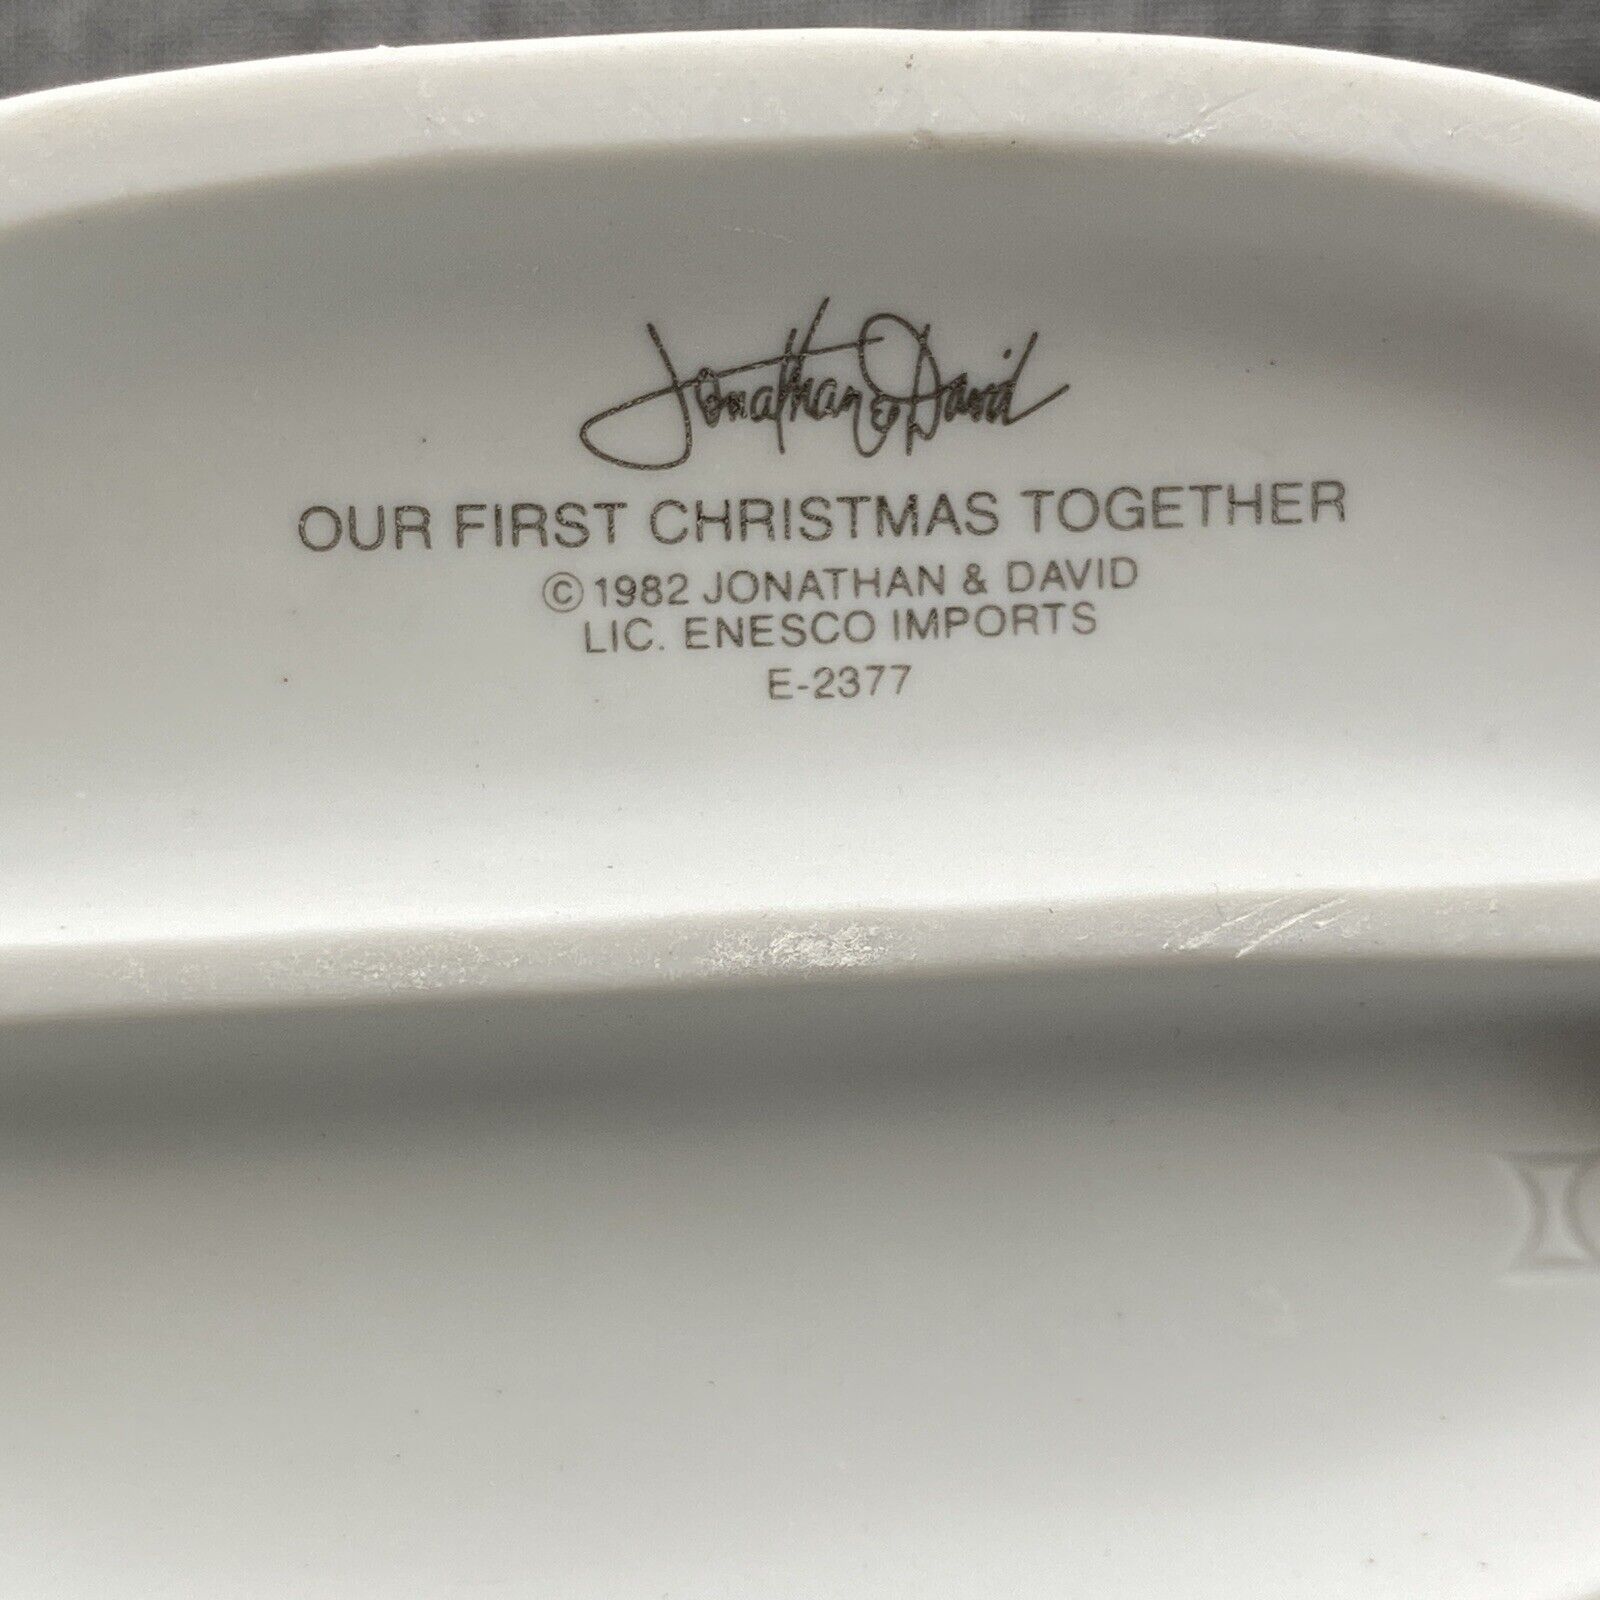 Jonathan & David
OUR FIRST CHRISTMAS TOGETHER
© 1982 JONATHAN & DAVID
LIC. ENESCO IMPORTS
E-2377